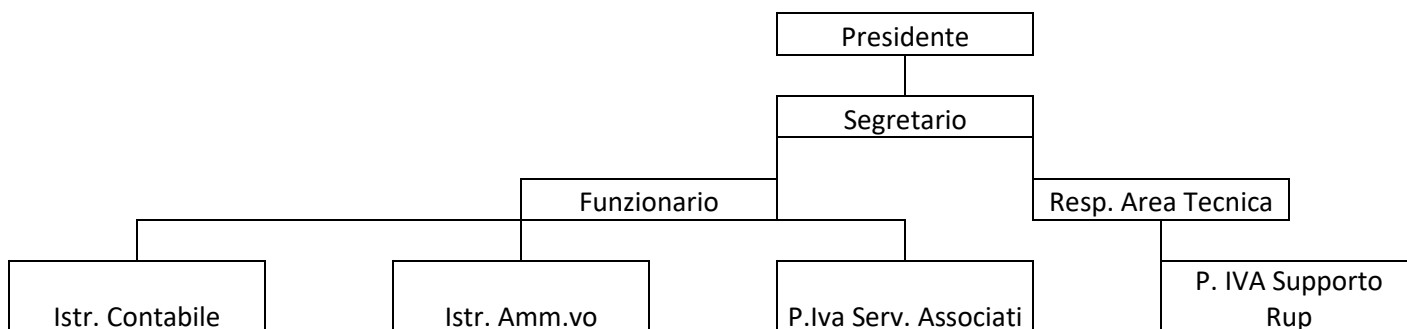 Presidente
Segretario
Funzionario
Resp. Area Tecnica
Istr. Contabile
Istr. Amm.vo
P.Iva Serv. Associati
P. IVA Supporto
Rup